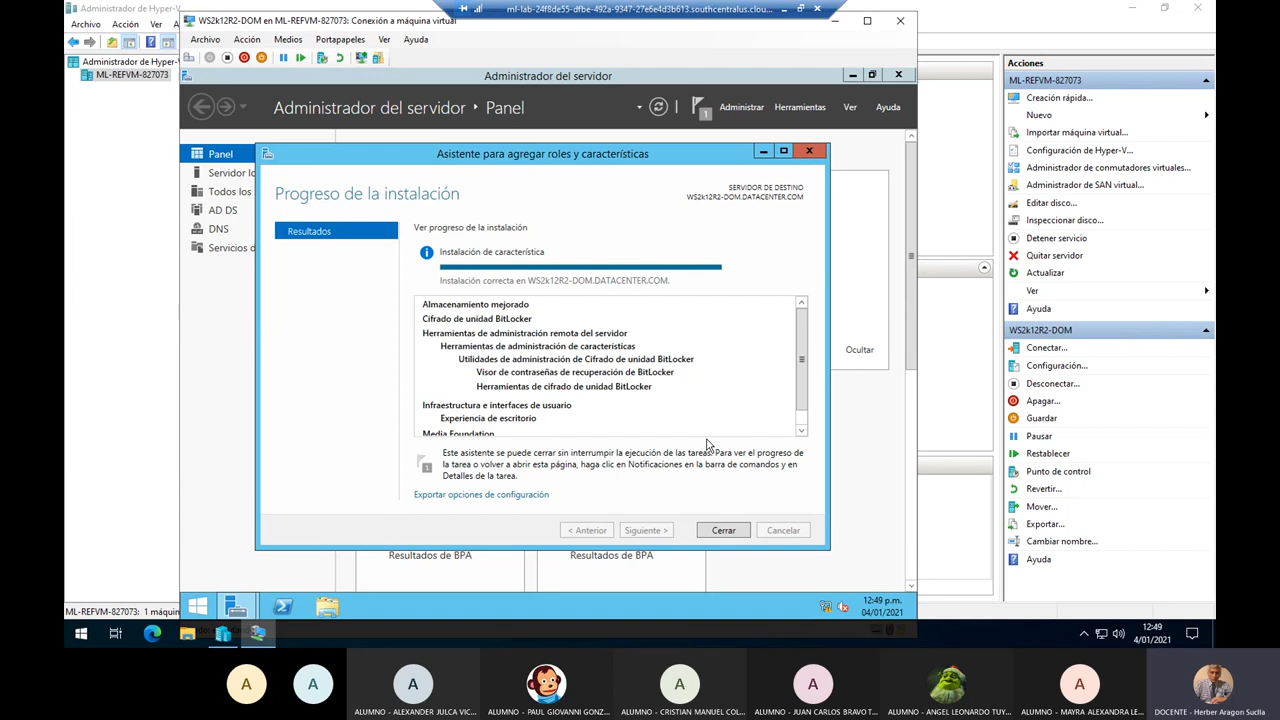 Administrador de Hyper-V
Archivo Acción Ver A
Administrador de Hyper-V
ML-REFVM-827073
ML-REFVM-827073: 1 máquin
ml-lab-24f8de55-dfbe-492a-9347-27e6e4d3b613.southcentralus.clou...
WS2k12R2-DOM en ML-REFVM-827073: Conexión a máquina virtual
Archivo Acción Medios Portapapeles Ver Ayuda
Administrador del servidor
Administrador del servidor • Panel
1
Administrar Herramientas Ver Ayuda
Panel
Servidor lo
Todos los
AD DS
DNS
Servicios d
Asistente para agregar roles y características
Progreso de la instalación
SERVIDOR DE DESTINO
WS2K12R2-DOM.DATACENTER.COM
Resultados
Ver progreso de la instalación
Instalación de característica
Instalación correcta en WS2k12R2-DOM.DATACENTER.COM.
Almacenamiento mejorado
Cifrado de unidad BitLocker
Herramientas de administración remota del servidor
Herramientas de administración de características
Utilidades de administración de Cifrado de unidad BitLocker
Visor de contraseñas de recuperación de BitLocker
Herramientas de cifrado de unidad BitLocker
Infraestructura e interfaces de usuario
Experiencia de escritorio
Media Foundation
1
Este asistente se puede cerrar sin interrumpir la ejecución de las tareas. Para ver el progreso de
la tarea o volver a abrir esta página, haga clic en Notificaciones en la barra de comandos y en
Detalles de la tarea.
Exportar opciones de configuración
< Anterior Siguiente > Cerrar Cancelar
Ocultar
Resultados de BPA Resultados de BPA
12:49 p.m.
04/01/2021
Acciones
ML-REFVM-827073
Creación rápida...
Nuevo
Importar máquina virtual...
Configuración de Hyper-V...
Administrador de conmutadores virtuales...
Administrador de SAN virtual...
Editar disco...
Inspeccionar disco...
Detener servicio
Quitar servidor
Actualizar
Ver
Ayuda
WS2k12R2-DOM
Conectar...
Configuración...
Desconectar...
Apagar...
Guardar
Pausar
Restablecer
Punto de control
Revertir...
Mover...
Exportar...
Cambiar nombre...
Ayuda
12:49
4/01/2021
A A A A A A
ALUMNO - ALEXANDER JULCA VIC...
ALUMNO - PAUL GIOVANNI GONZ...
ALUMNO - CRISTIAN MANUEL COL...
ALUMNO - JUAN CARLOS BRAVO T...
ALUMNO - ANGEL LEONARDO TUY...
ALUMNO - MAYRA ALEXANDRA LE...
DOCENTE - Herber Aragon Suclla